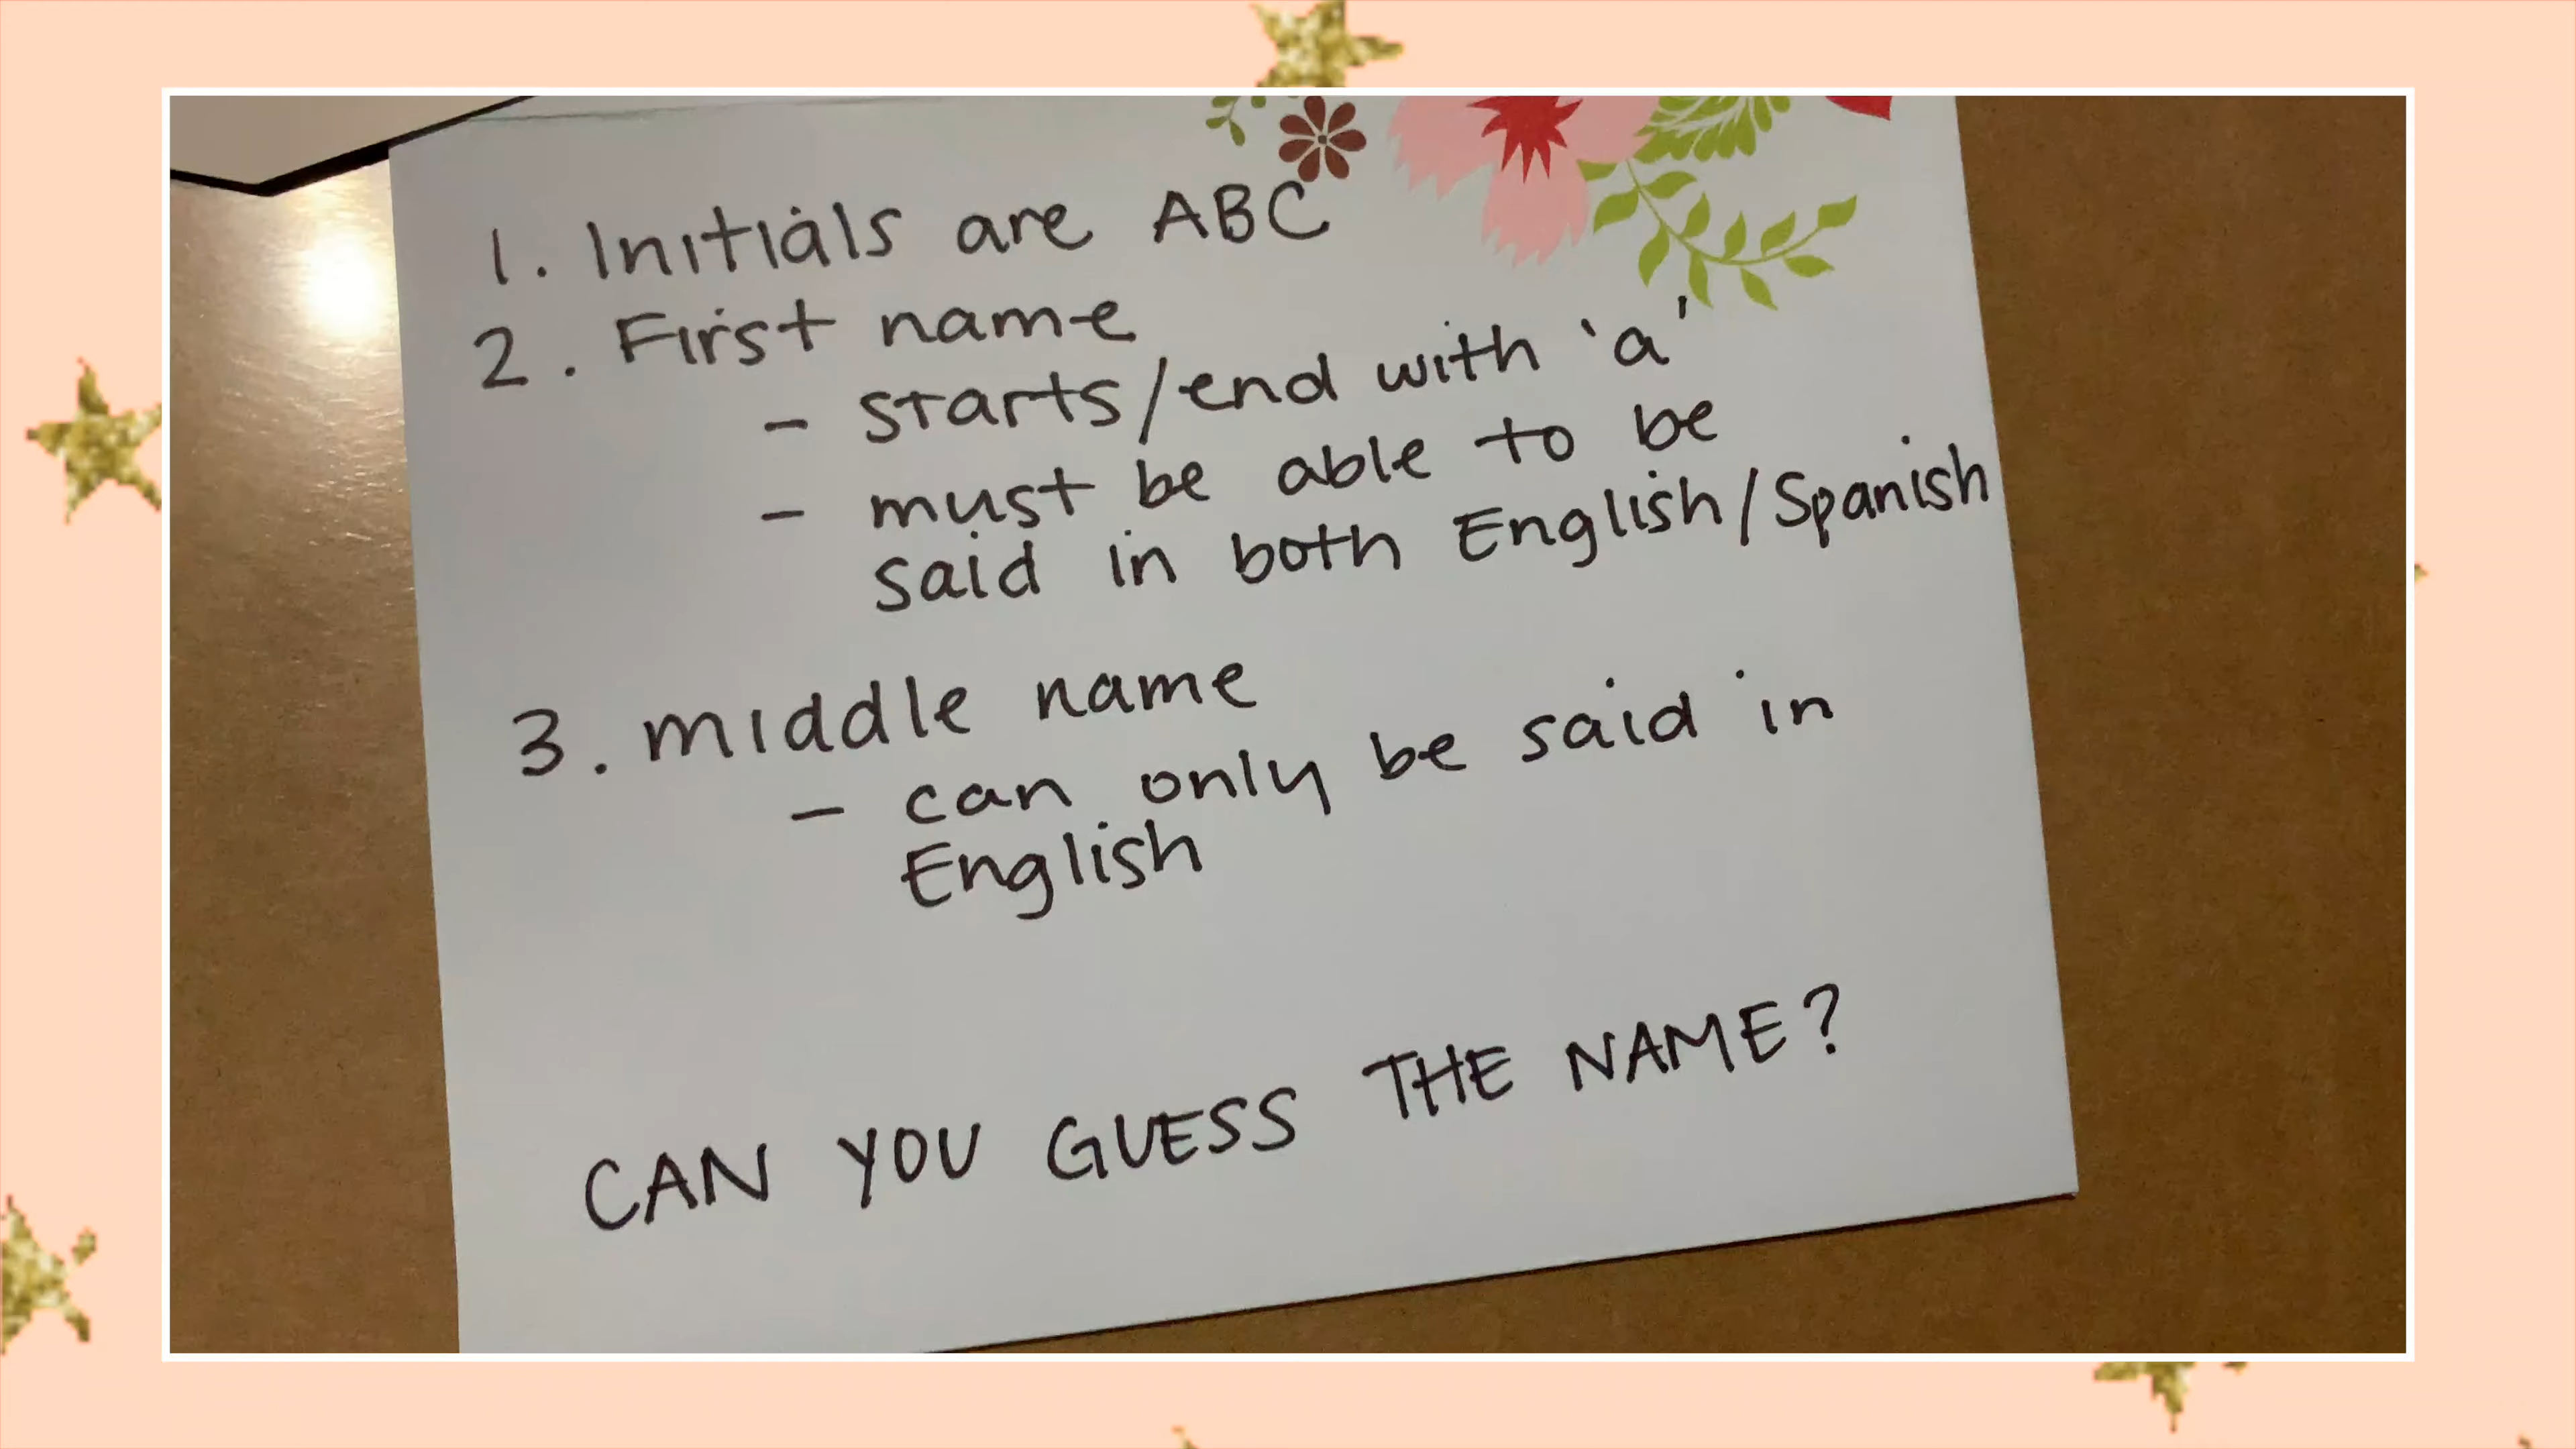 1. Initials are ABC
2. First name
- starts/end with 'a'
- must be able to be
said in both English/Spanish
3. middle name
- can only be said in
English
CAN YOU GUESS THE NAME?